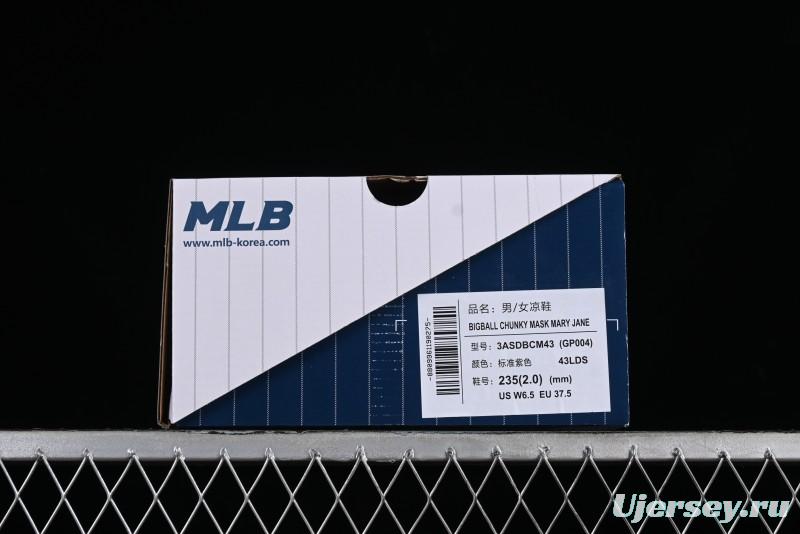 MLB
www.mlb-korea.com
品名: 男/女凉鞋
BIGBALL CHUNKY MASK MARY JANE
型号: 3ASDBCM43 (GP004)
颜色: 标准紫色 43LDS
鞋号: 235(2.0) (mm)
US W6.5 EU 37.5
-8809961190275-
Ujersey.ru